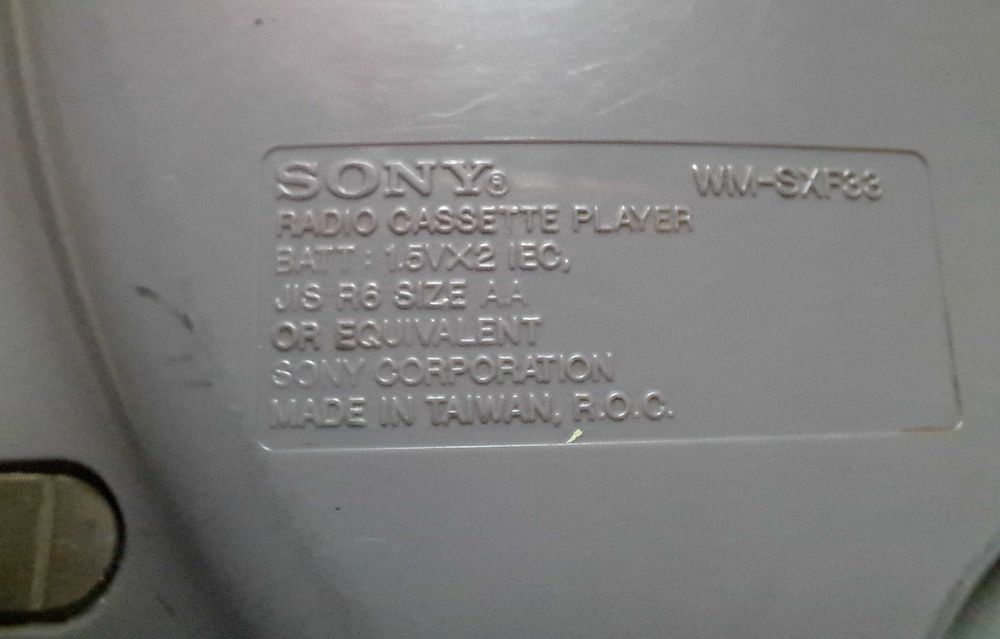 SONY® WM-SXF33
RADIO CASSETTE PLAYER
BATT : 1.5VX2 IEC,
JIS R6 SIZE AA
OR EQUIVALENT
SONY CORPORATION
MADE IN TAIWAN, R.O.C.